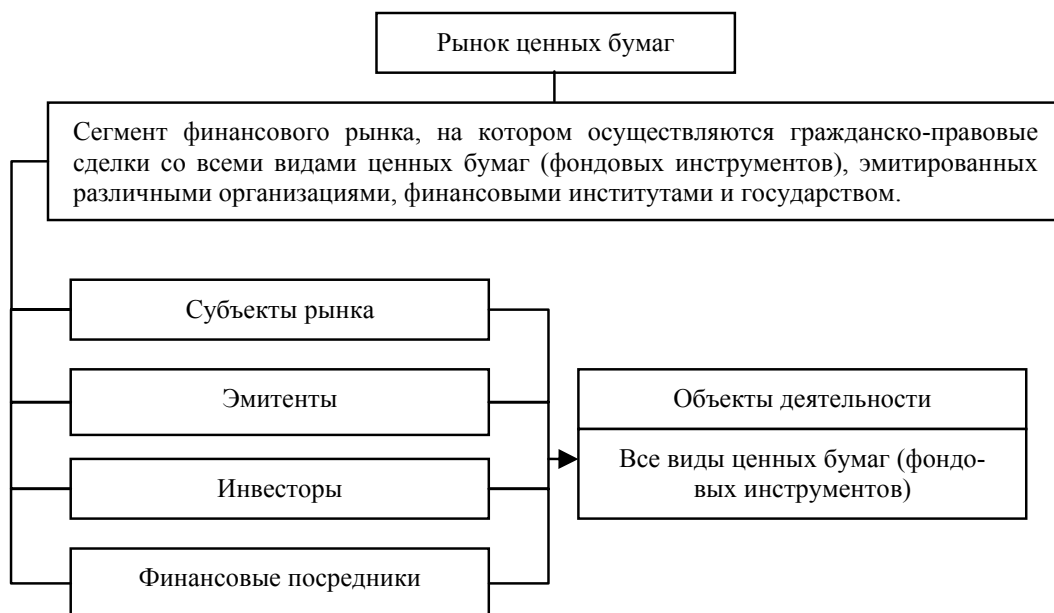 Рынок ценных бумаг
Сегмент финансового рынка, на котором осуществляются гражданско-правовые
сделки со всеми видами ценных бумаг (фондовых инструментов), эмитированных
различными организациями, финансовыми институтами и государством.
Субъекты рынка
Эмитенты
Объекты деятельности
Все виды ценных бумаг (фондо-
вых инструментов)
Инвесторы
Финансовые посредники